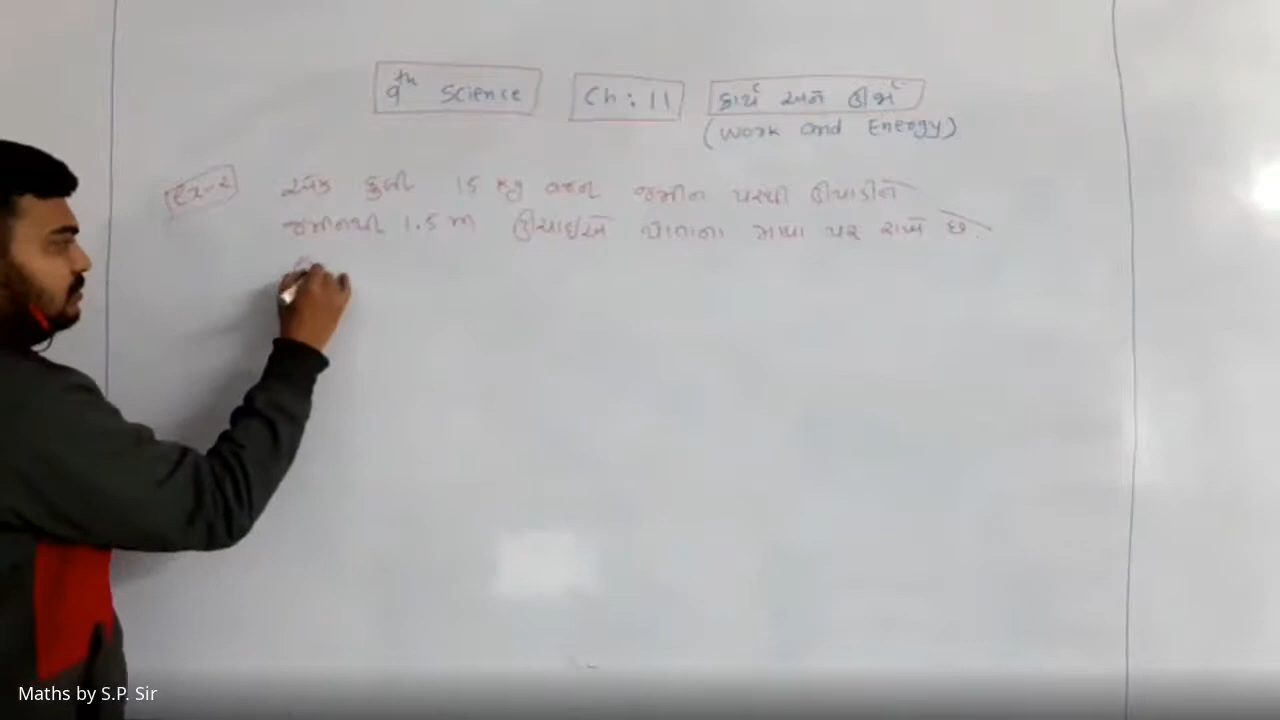 9th Science Ch: 11 કાર્ય અને ઊર્જા
(Work and Energy)
Ex-2 એક કુલી 15 kg વજન જમીન પરથી ઊંચકીને
જમીનથી 1.5 m ઊંચાઇએ પોતાના માથા પર રાખે છે.
Maths by S.P. Sir